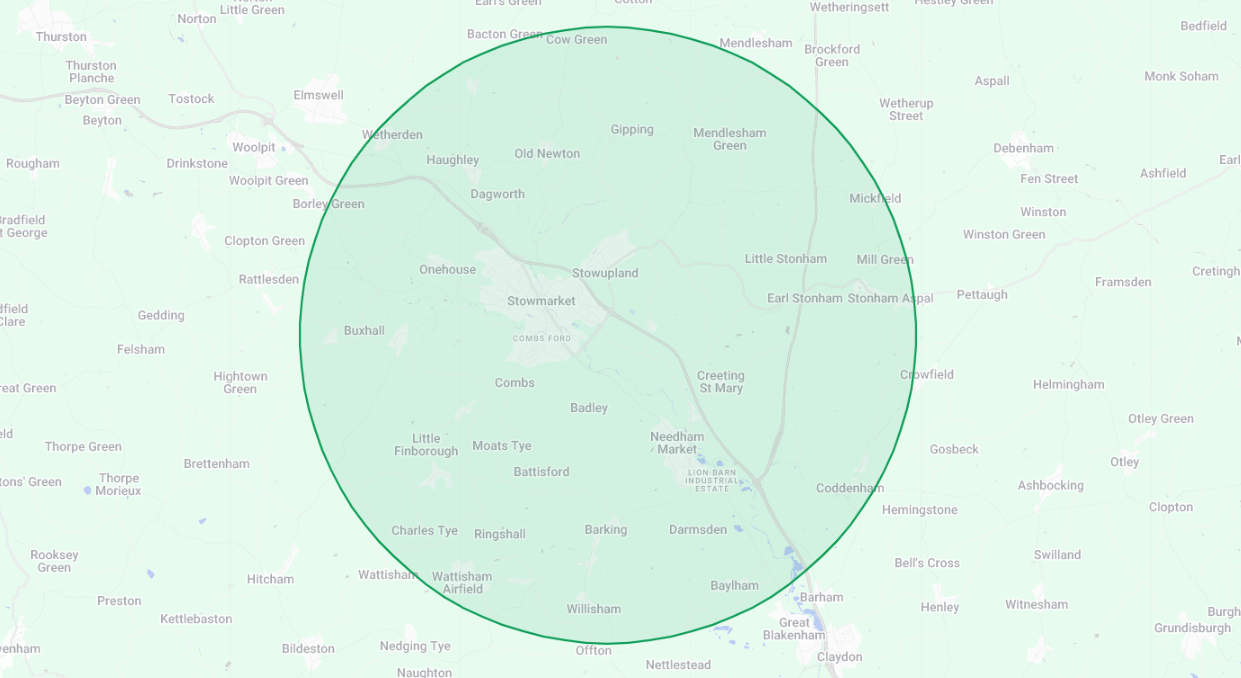 Norton
Little Green
Earl's Green
Cotton
Wetheringsett
Hestley Green
Norton
Thurston
Bacton Green
Cow Green
Mendlesham
Bedfield
Brockford
Green
Thurston
Planche
Aspall
Monk Soham
Beyton Green
Tostock
Elmswell
Wetherup
Street
Beyton
Wetherden
Gipping
Mendlesham
Green
Woolpit
Haughley
Old Newton
Debenham
Rougham
Drinkstone
Woolpit Green
Dagworth
Fen Street
Ashfield
Earl
Borley Green
Mickfield
Winston
Bradfield
t George
Clopton Green
Winston Green
Little Stonham
Mill Green
Onehouse
Stowupland
Rattlesden
Framsden
Cretingh
Stowmarket
Earl Stonham
Stonham Aspal
Pettaugh
dfield
Clare
Gedding
Buxhall
COMBS FORD
Felsham
Hightown
Green
Combs
Creeting
St Mary
Crowfield
Helmingham
reat Green
Badley
Otley Green
eld
Thorpe Green
Little
Finborough
Moats Tye
Needham
Market
Gosbeck
Brettenham
Battisford
LION BARN
INDUSTRIAL
ESTATE
Otley
tons' Green
Thorpe
Morieux
Coddenham
Ashbocking
Hemingstone
Clopton
Charles Tye
Ringshall
Barking
Darmsden
Rooksey
Green
Bell's Cross
Swilland
Hitcham
Wattisham
Wattisham
Airfield
Baylham
Preston
Kettlebaston
Willisham
Barham
Henley
Witnesham
Burgh
Great
Blakenham
Grundisburgh
wenham
Bildeston
Nedging Tye
Offton
Claydon
Nettlestead
Naughton